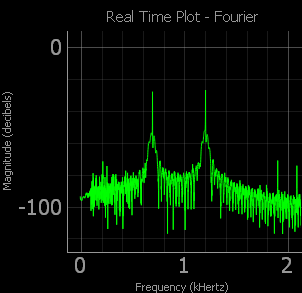 Real Time Plot - Fourier
0
-100
Magnitude (decibels)
0 1 2
Frequency (kHertz)